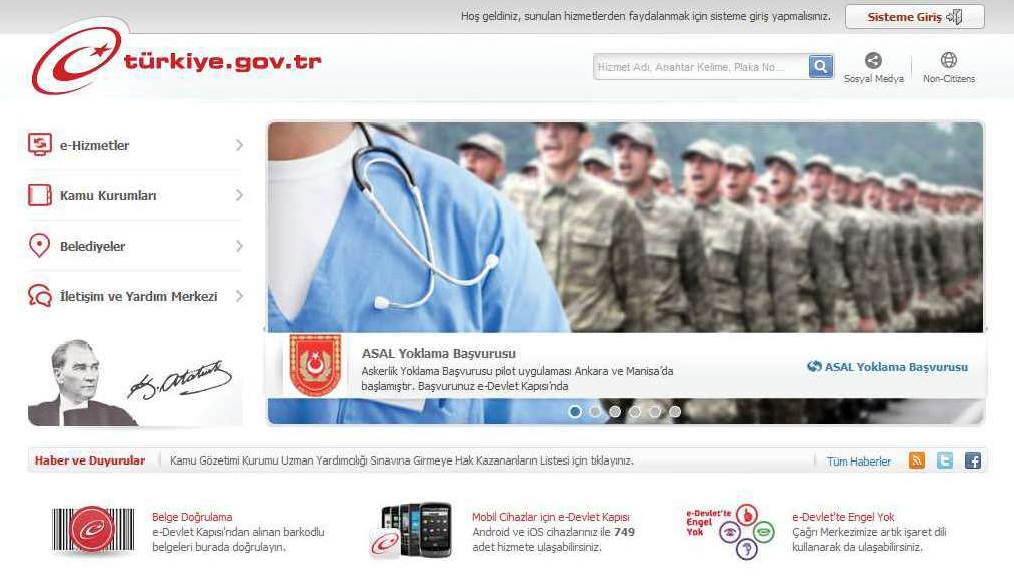 Hoş geldiniz, sunulan hizmetlerden faydalanmak için sisteme giriş yapmalısınız.
Sisteme Giriş
türkiye.gov.tr
Hizmet Adı, Anahtar Kelime, Plaka No...
Sosyal Medya
Non-Citizens
e-Hizmetler
Kamu Kurumları
Belediyeler
İletişim ve Yardım Merkezi
K. Atatürk
ASAL Yoklama Başvurusu
Askerlik Yoklama Başvurusu pilot uygulaması Ankara ve Manisa'da
başlamıştır. Başvurunuz e-Devlet Kapısı'nda
ASAL Yoklama Başvurusu
Haber ve Duyurular
Kamu Gözetimi Kurumu Uzman Yardımcılığı Sınavına Girmeye Hak Kazananların Listesi için tıklayınız.
Tüm Haberler
Belge Doğrulama
e-Devlet Kapısı'ndan alınan barkodlu
belgeleri burada doğrulayın.
Mobil Cihazlar için e-Devlet Kapısı
Android ve iOS cihazlarınız ile 749
adet hizmete ulaşabilirsiniz.
e-Devlet'te
Engel
Yok
e-Devlet'te Engel Yok
Çağrı Merkezimize artık işaret dili
kullanarak da ulaşabilirsiniz.